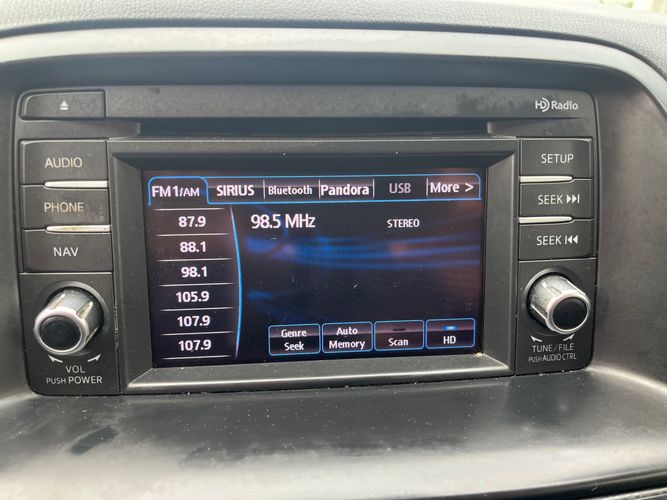 HD Radio
AUDIO
PHONE
NAV
VOL
PUSH POWER
FM1/AM SIRIUS Bluetooth Pandora USB More >
87.9
88.1
98.1
105.9
107.9
107.9
98.5 MHz STEREO
Genre
Seek
Auto
Memory
Scan
HD
SETUP
SEEK
SEEK
TUNE/FILE
PUSH AUDIO CTRL